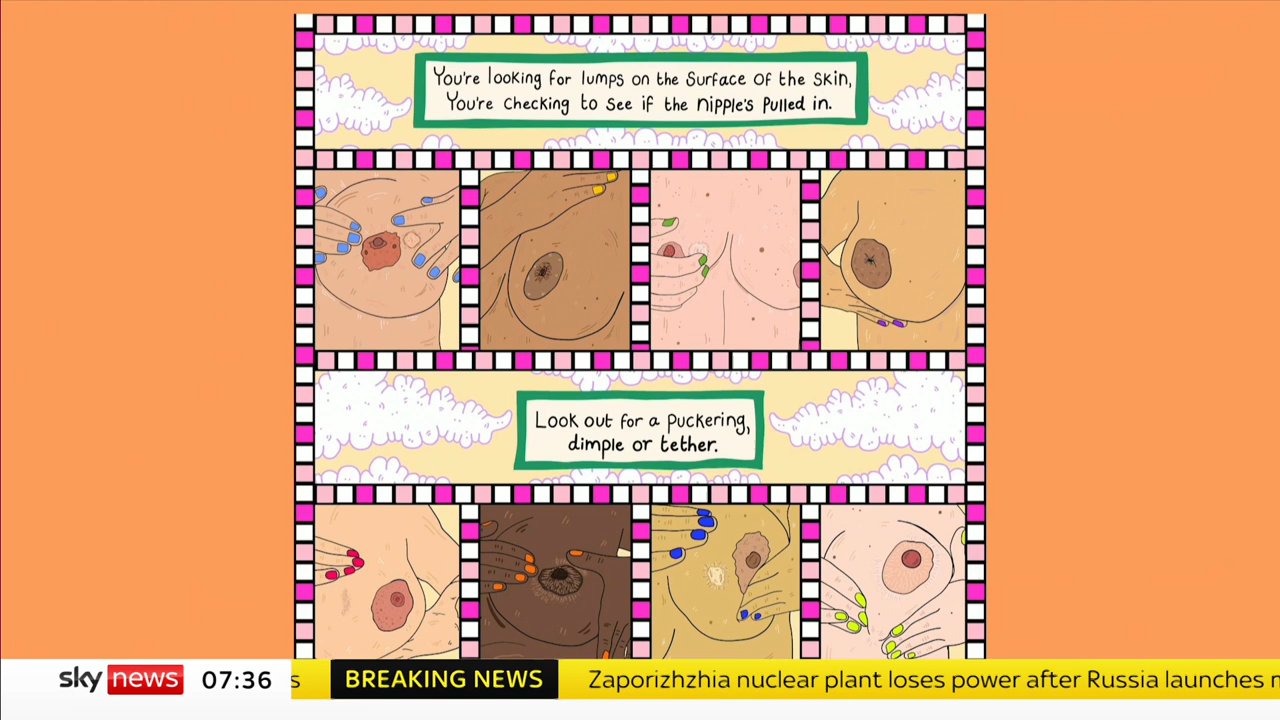 You're looking for lumps on the surface of the skin,
You're checking to see if the nipple's pulled in.
Look out for a puckering,
dimple or tether.
sky news 07:36 s BREAKING NEWS Zaporizhzhia nuclear plant loses power after Russia launches